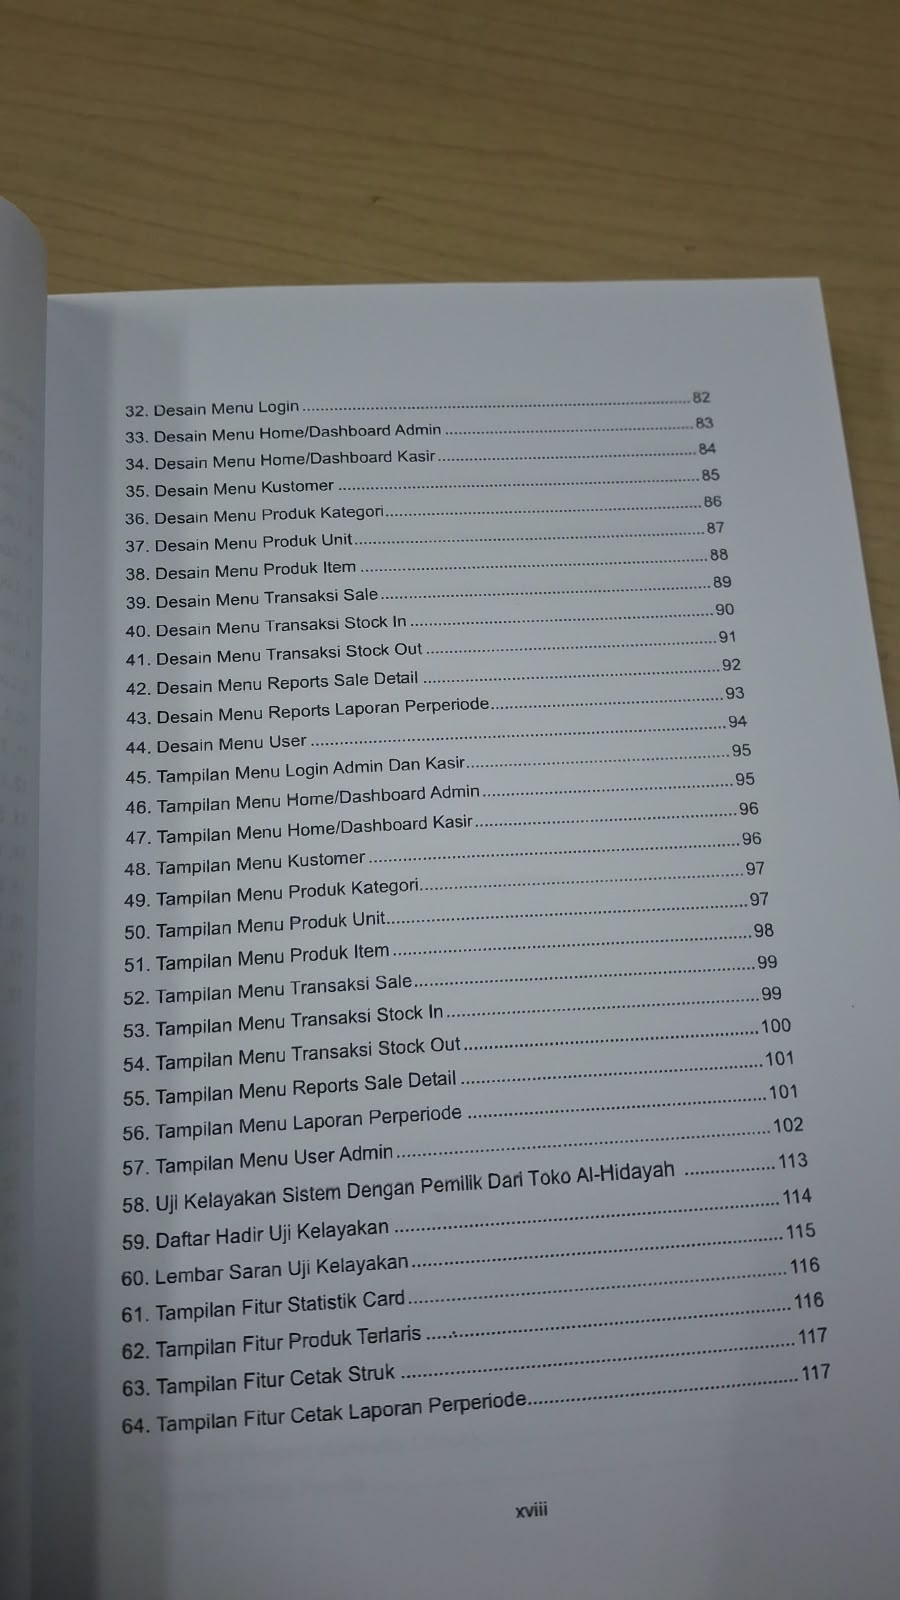 32. Desain Menu Login ........ 82
33. Desain Menu Home/Dashboard Admin ........ 83
34. Desain Menu Home/Dashboard Kasir ........ 84
35. Desain Menu Kustomer ........ 85
36. Desain Menu Produk Kategori ........ 86
37. Desain Menu Produk Unit ........ 87
38. Desain Menu Produk Item ........ 88
39. Desain Menu Transaksi Sale ........ 89
40. Desain Menu Transaksi Stock In ........ 90
41. Desain Menu Transaksi Stock Out ........ 91
42. Desain Menu Reports Sale Detail ........ 92
43. Desain Menu Reports Laporan Perperiode ........ 93
44. Desain Menu User ........ 94
45. Tampilan Menu Login Admin Dan Kasir ........ 95
46. Tampilan Menu Home/Dashboard Admin ........ 95
47. Tampilan Menu Home/Dashboard Kasir ........ 96
48. Tampilan Menu Kustomer ........ 96
49. Tampilan Menu Produk Kategori ........ 97
50. Tampilan Menu Produk Unit ........ 97
51. Tampilan Menu Produk Item ........ 98
52. Tampilan Menu Transaksi Sale ........ 99
53. Tampilan Menu Transaksi Stock In ........ 99
54. Tampilan Menu Transaksi Stock Out ........ 100
55. Tampilan Menu Reports Sale Detail ........ 101
56. Tampilan Menu Laporan Perperiode ........ 101
57. Tampilan Menu User Admin ........ 102
58. Uji Kelayakan Sistem Dengan Pemilik Dari Toko Al-Hidayah ........ 113
59. Daftar Hadir Uji Kelayakan ........ 114
60. Lembar Saran Uji Kelayakan ........ 115
61. Tampilan Fitur Statistik Card ........ 116
62. Tampilan Fitur Produk Terlaris ........ 116
63. Tampilan Fitur Cetak Struk ........ 117
64. Tampilan Fitur Cetak Laporan Perperiode ........ 117
xviii